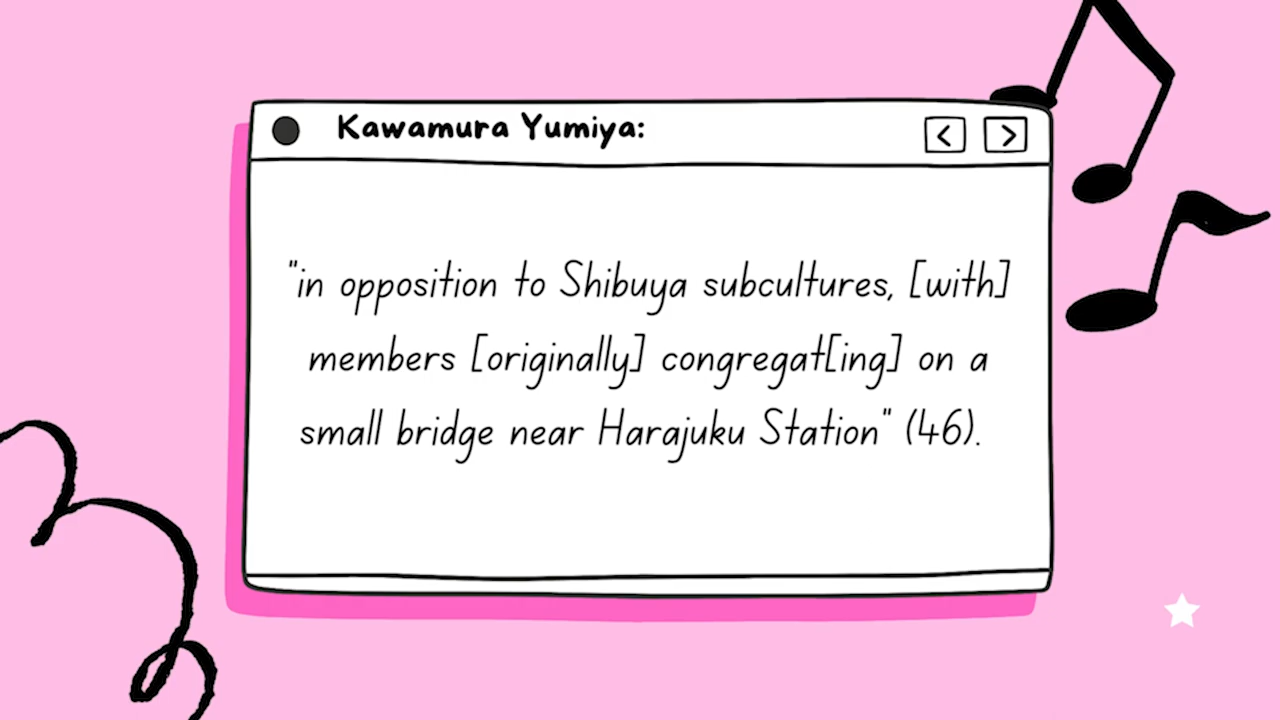 Kawamura Yumiya:
"in opposition to Shibuya subcultures, [with]
members [originally] congregat[ing] on a
small bridge near Harajuku Station" (46).